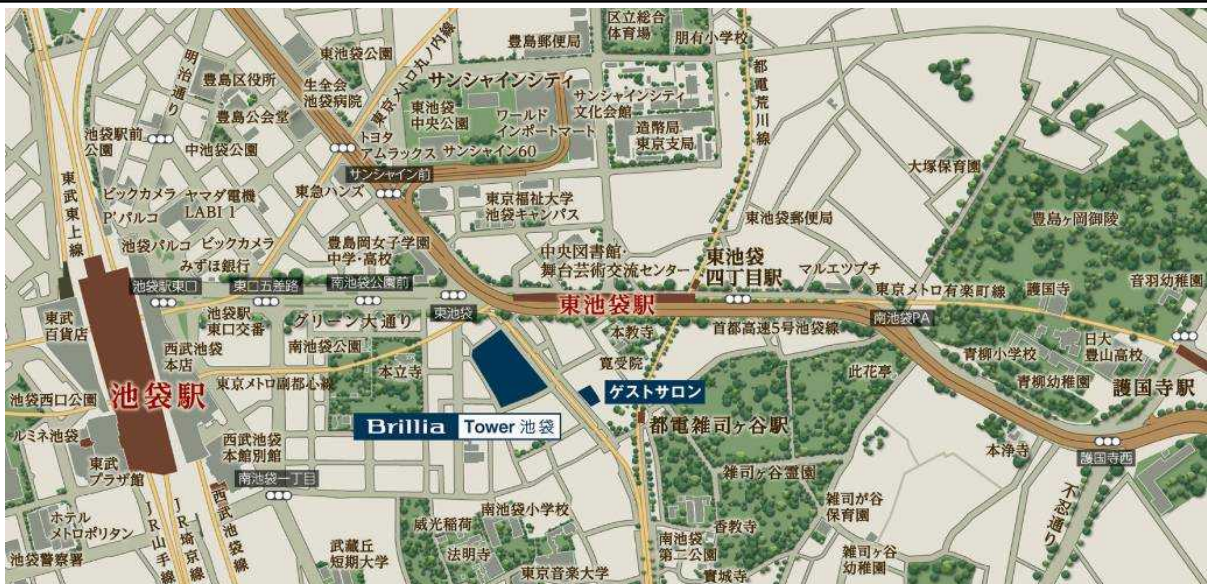 豊島郵便局
区立総合
体育場
朋有小学校
東池袋公園
明治通り
豊島区役所
生全会
池袋病院
東京メトロ丸ノ内線
サンシャインシティ
サンシャインシティ
文化会館
都電荒川線
豊島公会堂
東池袋
中央公園
ワールド
インポートマート
造幣局
東京支局
池袋駅前
公園
中池袋公園
トヨタ
アムラックス
サンシャイン60
大塚保育園
サンシャイン前
東武東上線
ビックカメラ
P'パルコ
ヤマダ電機
LABI 1
東急ハンズ
東京福祉大学
池袋キャンパス
東池袋郵便局
豊島ヶ岡御陵
池袋パルコ
ビックカメラ
みずほ銀行
豊島岡女子学園
中学・高校
中央図書館・
舞台芸術交流センター
東池袋
四丁目駅
マルエツプチ
東京メトロ有楽町線
護国寺
音羽幼稚園
池袋駅東口
東口五差路
南池袋公園前
東池袋
東池袋駅
南池袋PA
東武
百貨店
池袋駅
東口交番
グリーン大通り
本教寺
首都高速5号池袋線
西武池袋
本店
南池袋公園
本立寺
寛受院
青柳小学校
日大
豊山高校
東京メトロ副都心線
此花亭
青柳幼稚園
護国寺駅
池袋西口公園
池袋駅
ゲストサロン
ルミネ池袋
Brillia Tower 池袋
都電雑司ヶ谷駅
西武池袋
本館別館
東武
プラザ館
南池袋一丁目
雑司ヶ谷霊園
本浄寺
護国寺西
JR山手線
JR埼京線
西武池袋線
ホテル
メトロポリタン
池袋警察署
武蔵丘
短期大学
威光稲荷
南池袋小学校
法明寺
東京音楽大学
南池袋
第二公園
香教寺
實城寺
雑司が谷
保育園
雑司ヶ谷
幼稚園
不忍通り